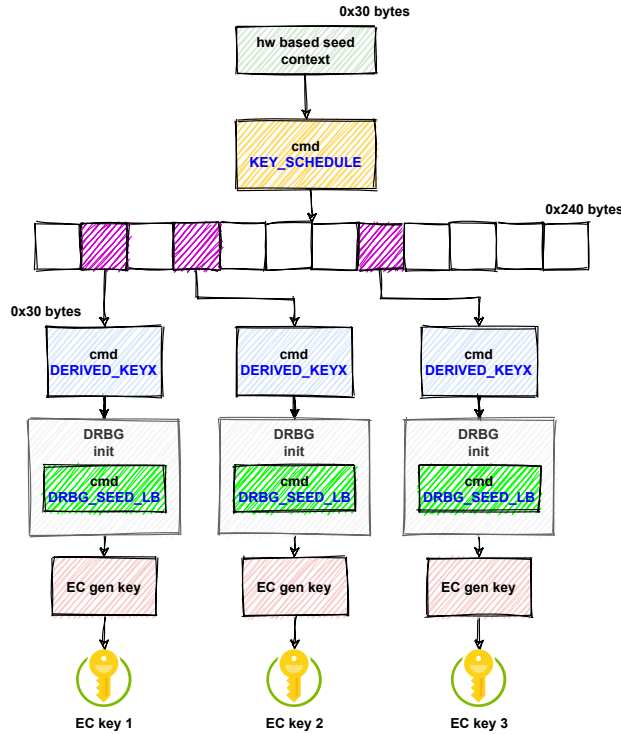 0x30 bytes
hw based seed
context
cmd
KEY_SCHEDULE
0x240 bytes
0x30 bytes
cmd
DERIVED_KEYX
cmd
DERIVED_KEYX
cmd
DERIVED_KEYX
DRBG
init
cmd
DRBG_SEED_LB
DRBG
init
cmd
DRBG_SEED_LB
DRBG
init
cmd
DRBG_SEED_LB
EC gen key
EC gen key
EC gen key
EC key 1
EC key 2
EC key 3